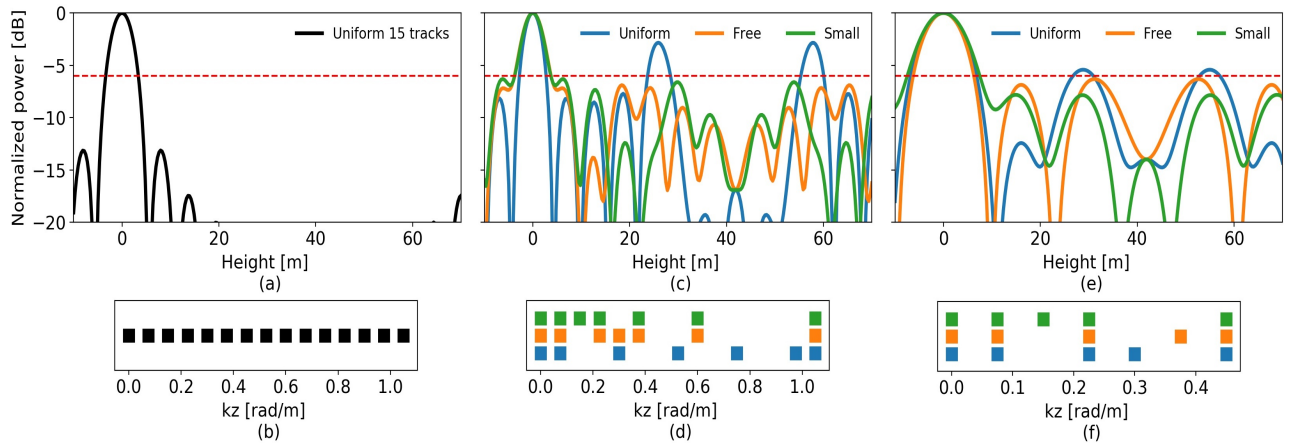 Normalized power [dB]
0
−5
−10
−15
−20
Uniform 15 tracks
0 20 40 60
Height [m]
(a)
Uniform Free Small
0 20 40 60
Height [m]
(c)
Uniform Free Small
0 20 40 60
Height [m]
(e)
0.0 0.2 0.4 0.6 0.8 1.0
kz [rad/m]
(b)
0.0 0.2 0.4 0.6 0.8 1.0
kz [rad/m]
(d)
0.0 0.1 0.2 0.3 0.4
kz [rad/m]
(f)